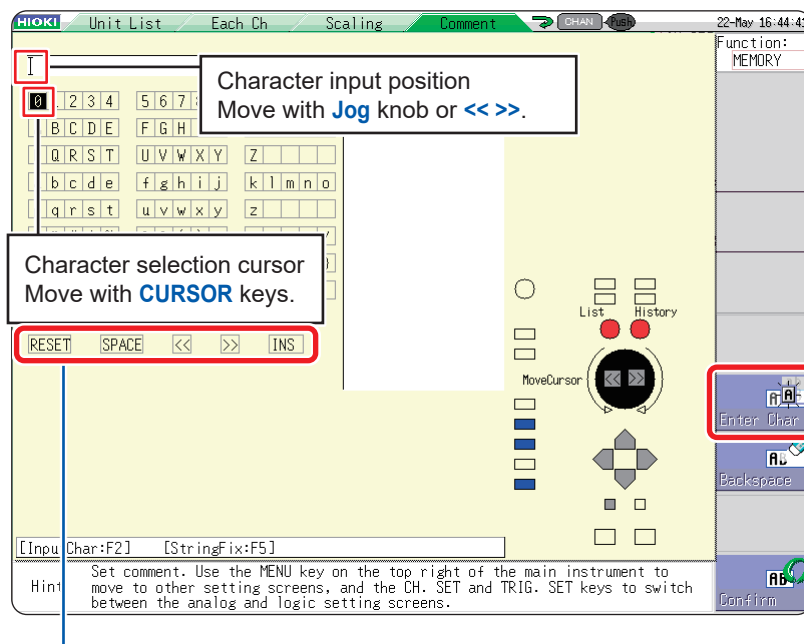 HIOKI Unit List Each Ch Scaling Comment CHAN Push 22-May 16:44:41
Function:
MEMORY
Character input position
Move with Jog knob or << >>.
0 1 2 3 4 5 6 7
B C D E F G H
Q R S T U V W X Y Z
b c d e f g h i j k l m n o
q r s t u v w x y z
Character selection cursor
Move with CURSOR keys.
List History
RESET SPACE << >> INS
MoveCursor << >>
Enter Char
Backspace
[Input Char:F2] [StringFix:F5]
Set comment. Use the MENU key on the top right of the main instrument to
Hint move to other setting screens, and the CH. SET and TRIG. SET keys to switch
between the analog and logic setting screens.
Confirm